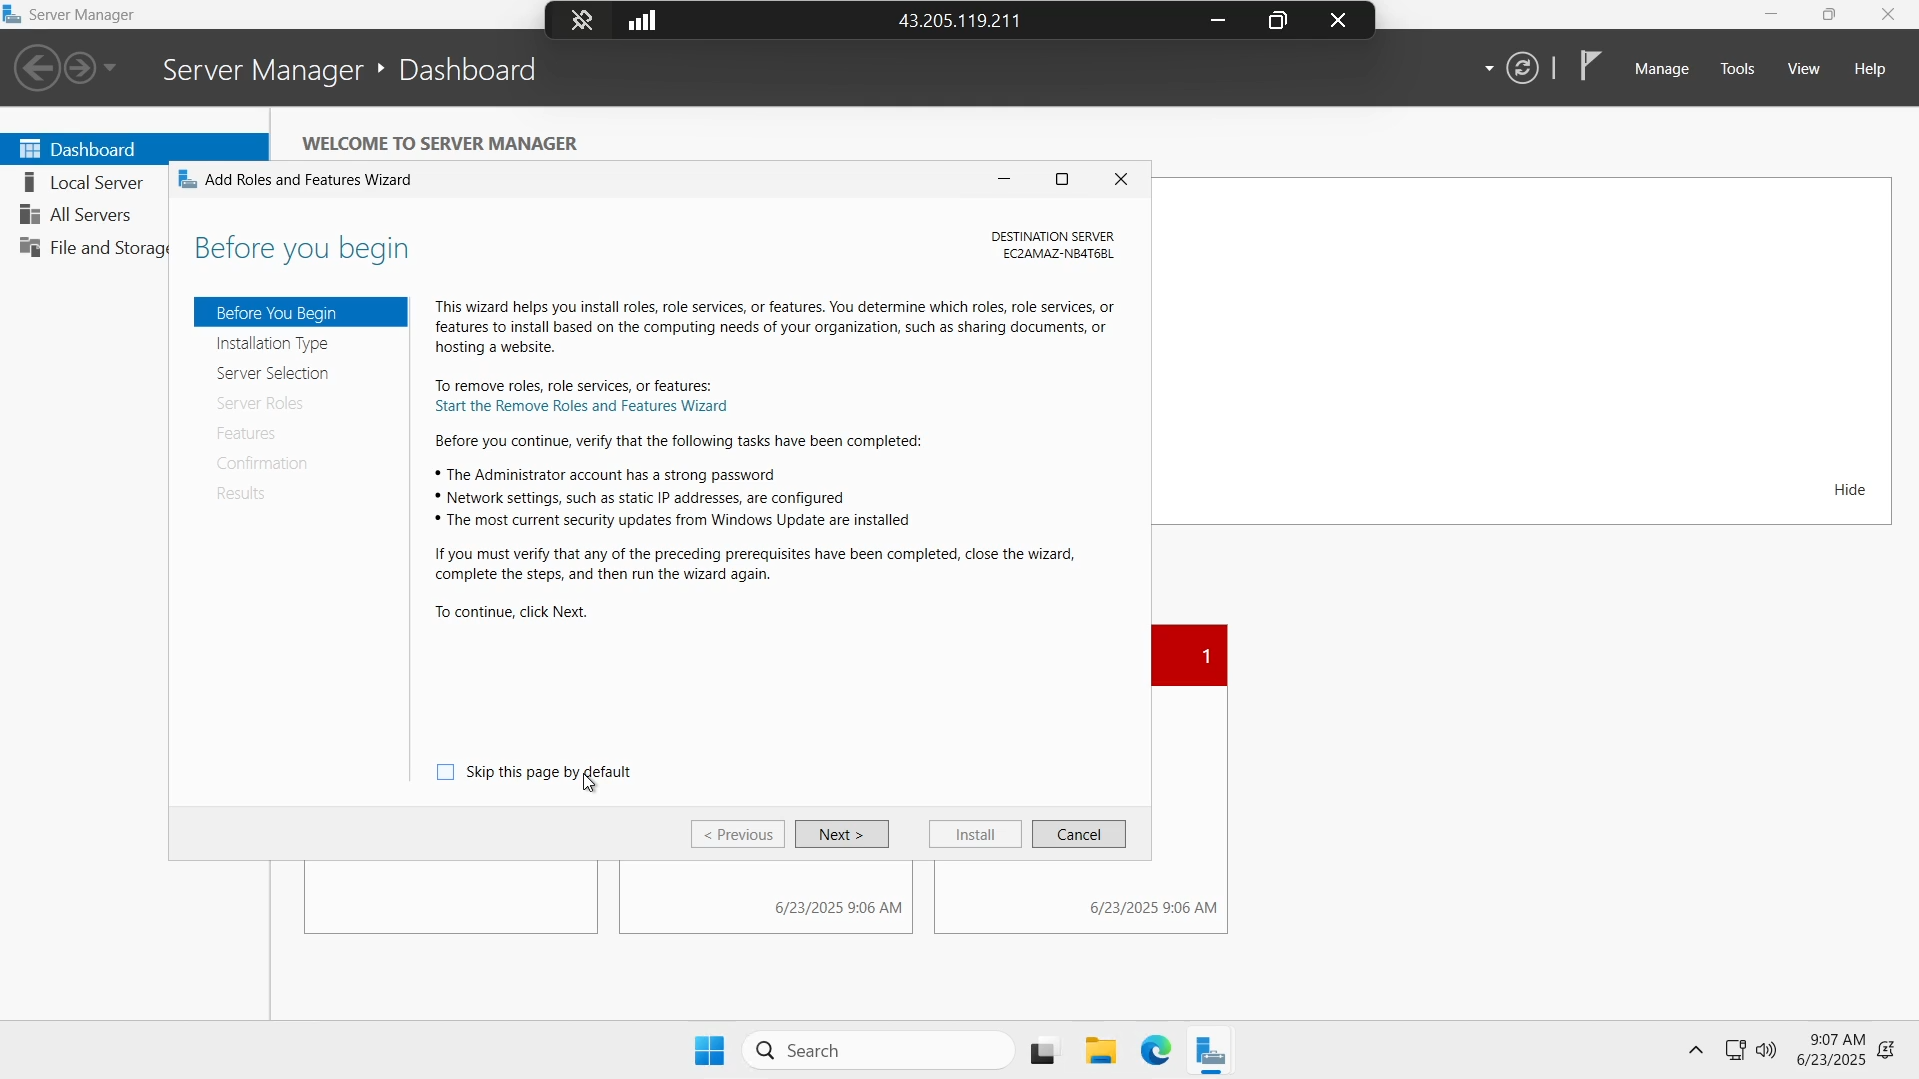 Server Manager
43.205.119.211
Server Manager ‣ Dashboard
Manage Tools View Help
Dashboard
Local Server
All Servers
File and Storage
WELCOME TO SERVER MANAGER
Add Roles and Features Wizard
Before you begin
DESTINATION SERVER
EC2AMAZ-NB4T6BL
Before You Begin
Installation Type
Server Selection
Server Roles
Features
Confirmation
Results
This wizard helps you install roles, role services, or features. You determine which roles, role services, or
features to install based on the computing needs of your organization, such as sharing documents, or
hosting a website.
To remove roles, role services, or features:
Start the Remove Roles and Features Wizard
Before you continue, verify that the following tasks have been completed:
• The Administrator account has a strong password
• Network settings, such as static IP addresses, are configured
• The most current security updates from Windows Update are installed
If you must verify that any of the preceding prerequisites have been completed, close the wizard,
complete the steps, and then run the wizard again.
To continue, click Next.
Skip this page by default
< Previous Next > Install Cancel
Hide
1
6/23/2025 9:06 AM
6/23/2025 9:06 AM
Search
9:07 AM
6/23/2025